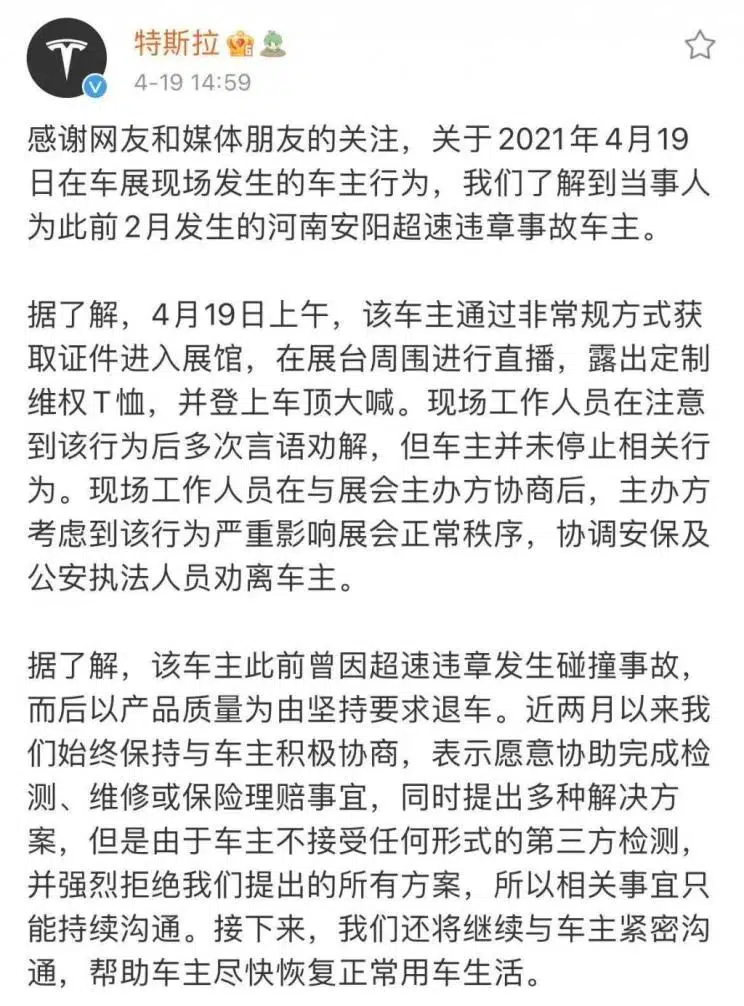 特斯拉
4-19 14:59
感谢网友和媒体朋友的关注，关于2021年4月19
日在车展现场发生的车主行为，我们了解到当事人
为此前2月发生的河南安阳超速违章事故车主。
据了解，4月19日上午，该车主通过非常规方式获
取证件进入展馆，在展台周围进行直播，露出定制
维权T恤，并登上车顶大喊。现场工作人员在注意
到该行为后多次言语劝解，但车主并未停止相关行
为。现场工作人员在与展会主办方协商后，主办方
考虑到该行为严重影响展会正常秩序，协调安保及
公安执法人员劝离车主。
据了解，该车主此前曾因超速违章发生碰撞事故，
而后以产品质量为由坚持要求退车。近两月以来我
们始终保持与车主积极协商，表示愿意协助完成检
测、维修或保险理赔事宜，同时提出多种解决方
案，但是由于车主不接受任何形式的第三方检测，
并强烈拒绝我们提出的所有方案，所以相关事宜只
能持续沟通。接下来，我们还将继续与车主紧密沟
通，帮助车主尽快恢复正常用车生活。